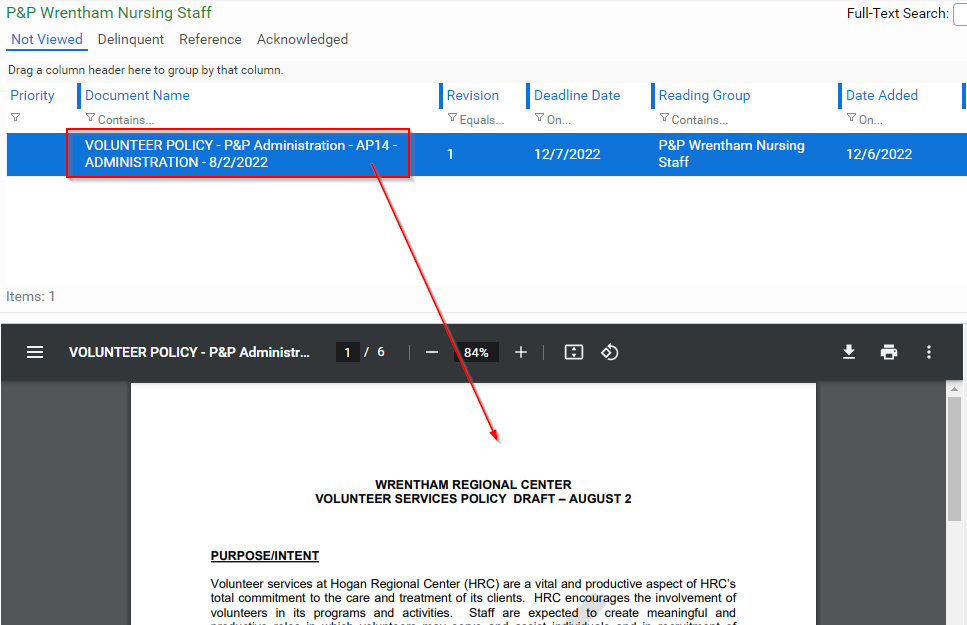 P&P Wrentham Nursing Staff
Full-Text Search:
Not Viewed Delinquent Reference Acknowledged
Drag a column header here to group by that column.
Priority Document Name Revision Deadline Date Reading Group Date Added
Contains... Equals... On... Contains... On...
VOLUNTEER POLICY - P&P Administration - AP14 -
ADMINISTRATION - 8/2/2022
1
12/7/2022
P&P Wrentham Nursing
Staff
12/6/2022
Items: 1
VOLUNTEER POLICY - P&P Administr... 1 / 6 84%
WRENTHAM REGIONAL CENTER
VOLUNTEER SERVICES POLICY DRAFT – AUGUST 2
PURPOSE/INTENT
Volunteer services at Hogan Regional Center (HRC) are a vital and productive aspect of HRC's
total commitment to the care and treatment of its clients. HRC encourages the involvement of
volunteers in its programs and activities. Staff are expected to create meaningful and
productive roles in which volunteers may serve and assist individuals and in recruitment of